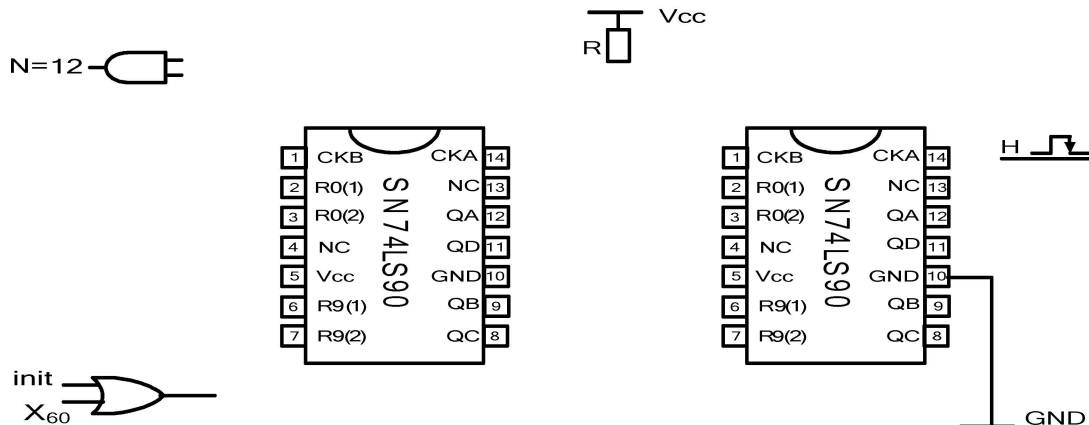 Vcc
R
N=12
1 CKB CKA 14
2 R0(1) NC 13
3 R0(2) QA 12
4 NC QD 11
5 Vcc GND 10
6 R9(1) QB 9
7 R9(2) QC 8
SN74LS90
1 CKB CKA 14
2 R0(1) NC 13
3 R0(2) QA 12
4 NC QD 11
5 Vcc GND 10
6 R9(1) QB 9
7 R9(2) QC 8
SN74LS90
H
init
X60
GND